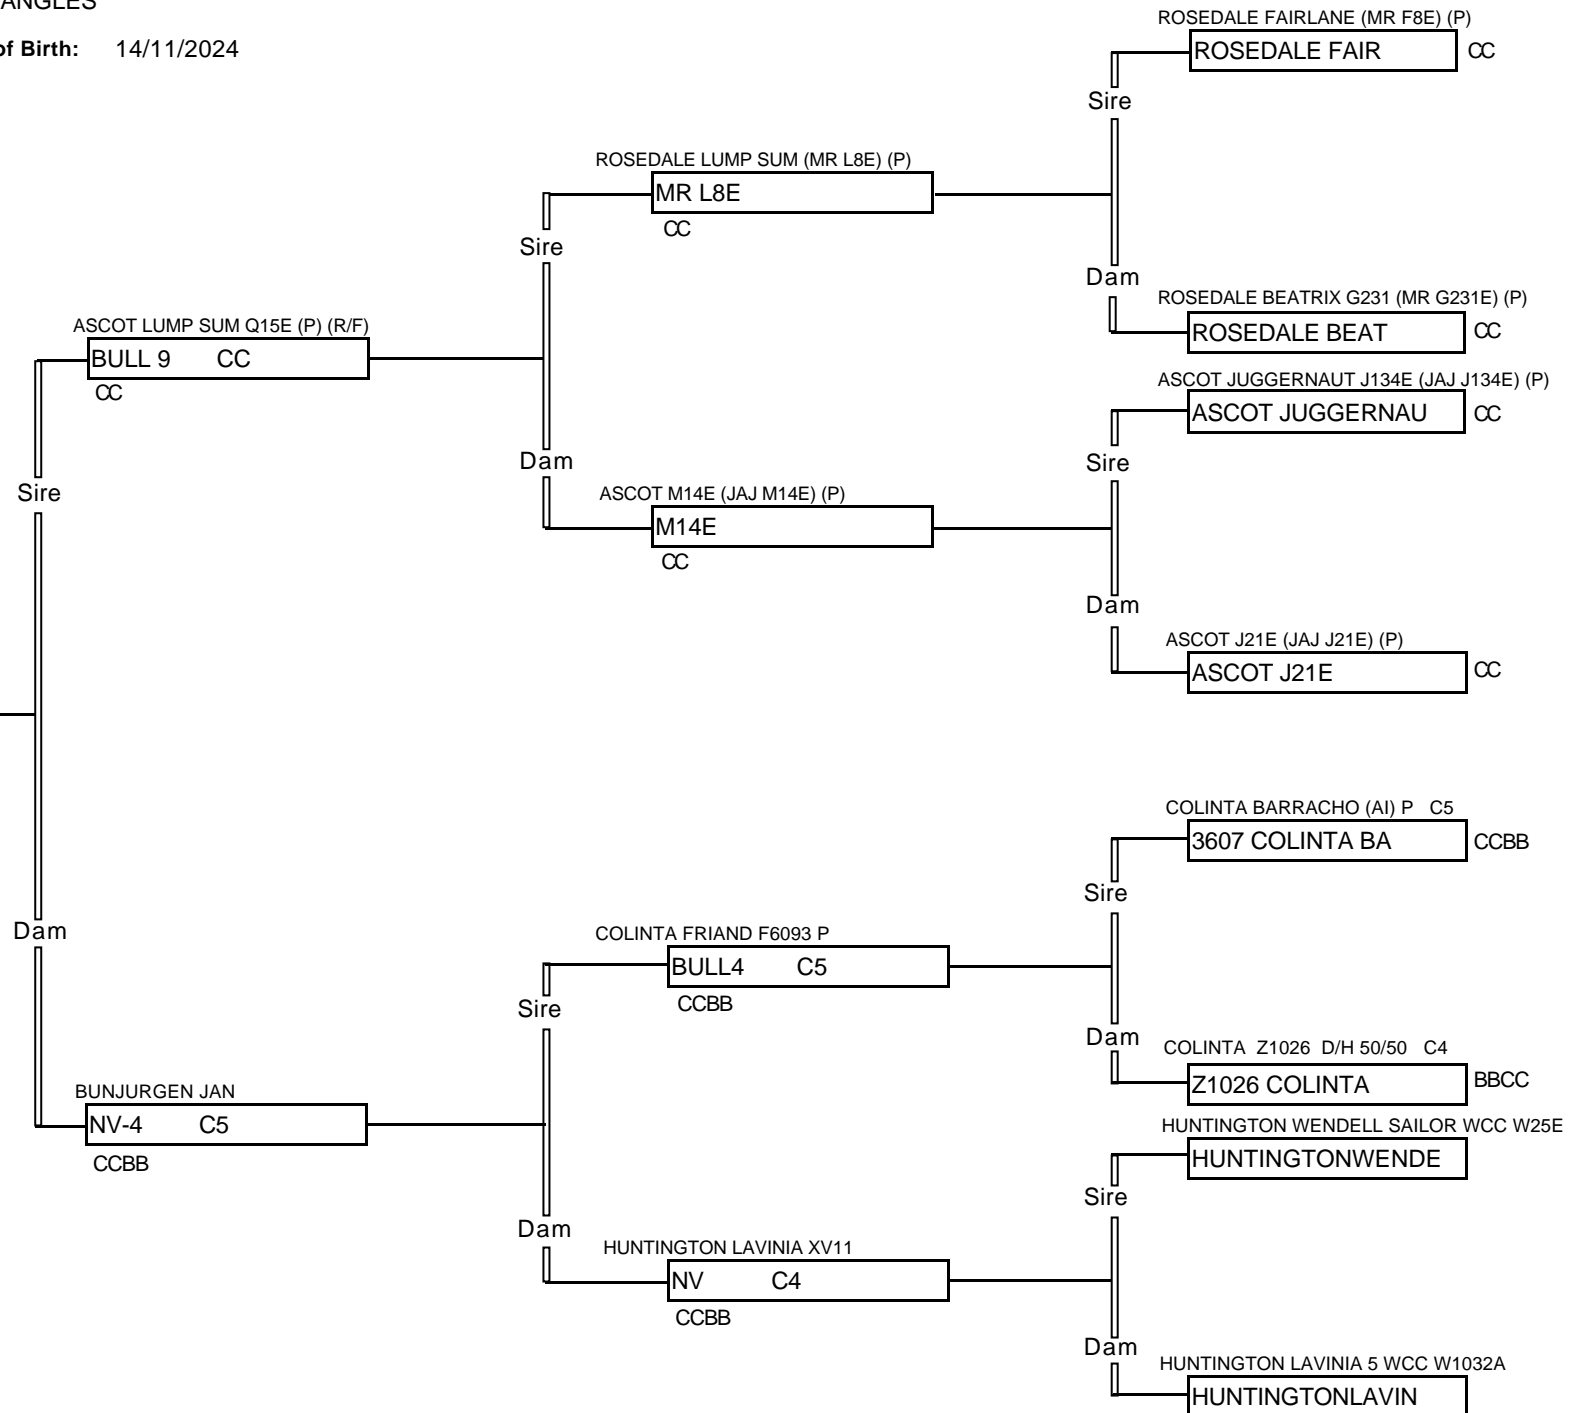 ANGLES
of Birth: 14/11/2024
ROSEDALE FAIRLANE (MR F8E) (P)
ROSEDALE FAIR CC
Sire
ROSEDALE LUMP SUM (MR L8E) (P)
MR L8E
CC
Sire
Dam
ROSEDALE BEATRIX G231 (MR G231E) (P)
ROSEDALE BEAT CC
ASCOT LUMP SUM Q15E (P) (R/F)
BULL 9 CC
CC
ASCOT JUGGERNAUT J134E (JAJ J134E) (P)
ASCOT JUGGERNAU CC
Dam
Sire
Sire
ASCOT M14E (JAJ M14E) (P)
M14E
CC
Dam
ASCOT J21E (JAJ J21E) (P)
ASCOT J21E CC
COLINTA BARRACHO (AI) P C5
3607 COLINTA BA CCBB
Sire
Dam
COLINTA FRIAND F6093 P
BULL4 C5
CCBB
Sire
Dam
COLINTA Z1026 D/H 50/50 C4
Z1026 COLINTA BBCC
BUNJURGEN JAN
NV-4 C5
CCBB
HUNTINGTON WENDELL SAILOR WCC W25E
HUNTINGTONWENDE
Sire
Dam
HUNTINGTON LAVINIA XV11
NV C4
CCBB
Dam
HUNTINGTON LAVINIA 5 WCC W1032A
HUNTINGTONLAVIN